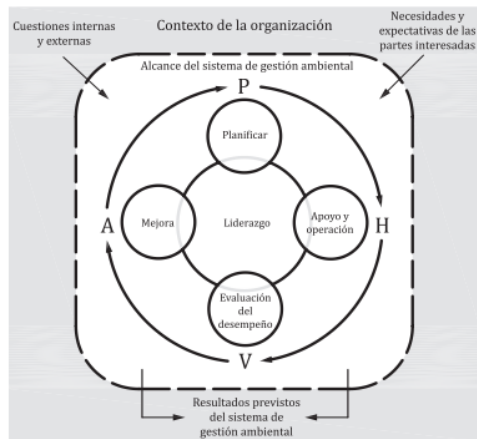 Cuestiones internas
y externas
Contexto de la organización
Necesidades y
expectativas de las
partes interesadas
Alcance del sistema de gestión ambiental
P
Planificar
A
Mejora
Liderazgo
Apoyo y
operación
H
Evaluación
del
desempeño
V
Resultados previstos
del sistema de
gestión ambiental